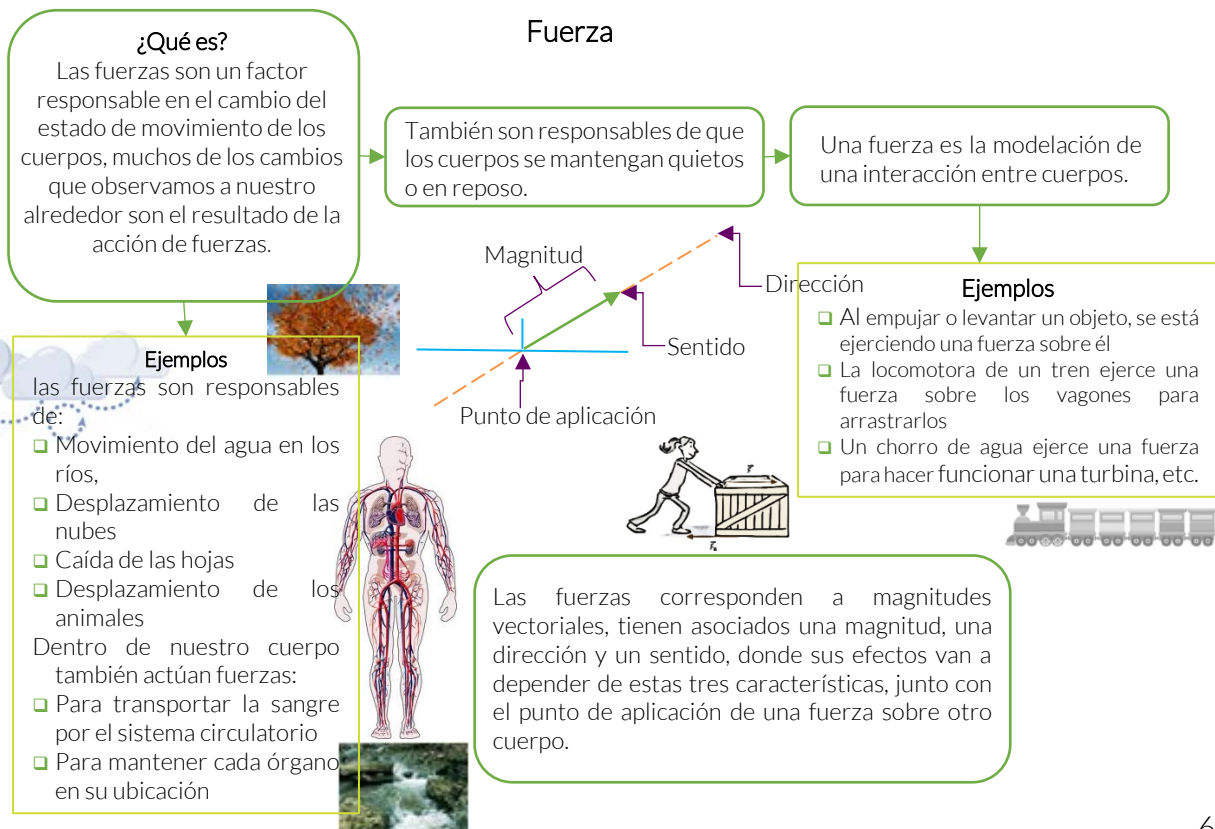 Fuerza
¿Qué es?
Las fuerzas son un factor
responsable en el cambio del
estado de movimiento de los
cuerpos, muchos de los cambios
que observamos a nuestro
alrededor son el resultado de la
acción de fuerzas.
También son responsables de que
los cuerpos se mantengan quietos
o en reposo.
Una fuerza es la modelación de
una interacción entre cuerpos.
Magnitud
Dirección
Sentido
Punto de aplicación
Ejemplos
Al empujar o levantar un objeto, se está
ejerciendo una fuerza sobre él
La locomotora de un tren ejerce una
fuerza sobre los vagones para
arrastrarlos
Un chorro de agua ejerce una fuerza
para hacer funcionar una turbina, etc.
Ejemplos
las fuerzas son responsables
de:
Movimiento del agua en los
ríos,
Desplazamiento de las
nubes
Caída de las hojas
Desplazamiento de los
animales
Dentro de nuestro cuerpo
también actúan fuerzas:
Para transportar la sangre
por el sistema circulatorio
Para mantener cada órgano
en su ubicación
Las fuerzas corresponden a magnitudes
vectoriales, tienen asociados una magnitud, una
dirección y un sentido, donde sus efectos van a
depender de estas tres características, junto con
el punto de aplicación de una fuerza sobre otro
cuerpo.
6